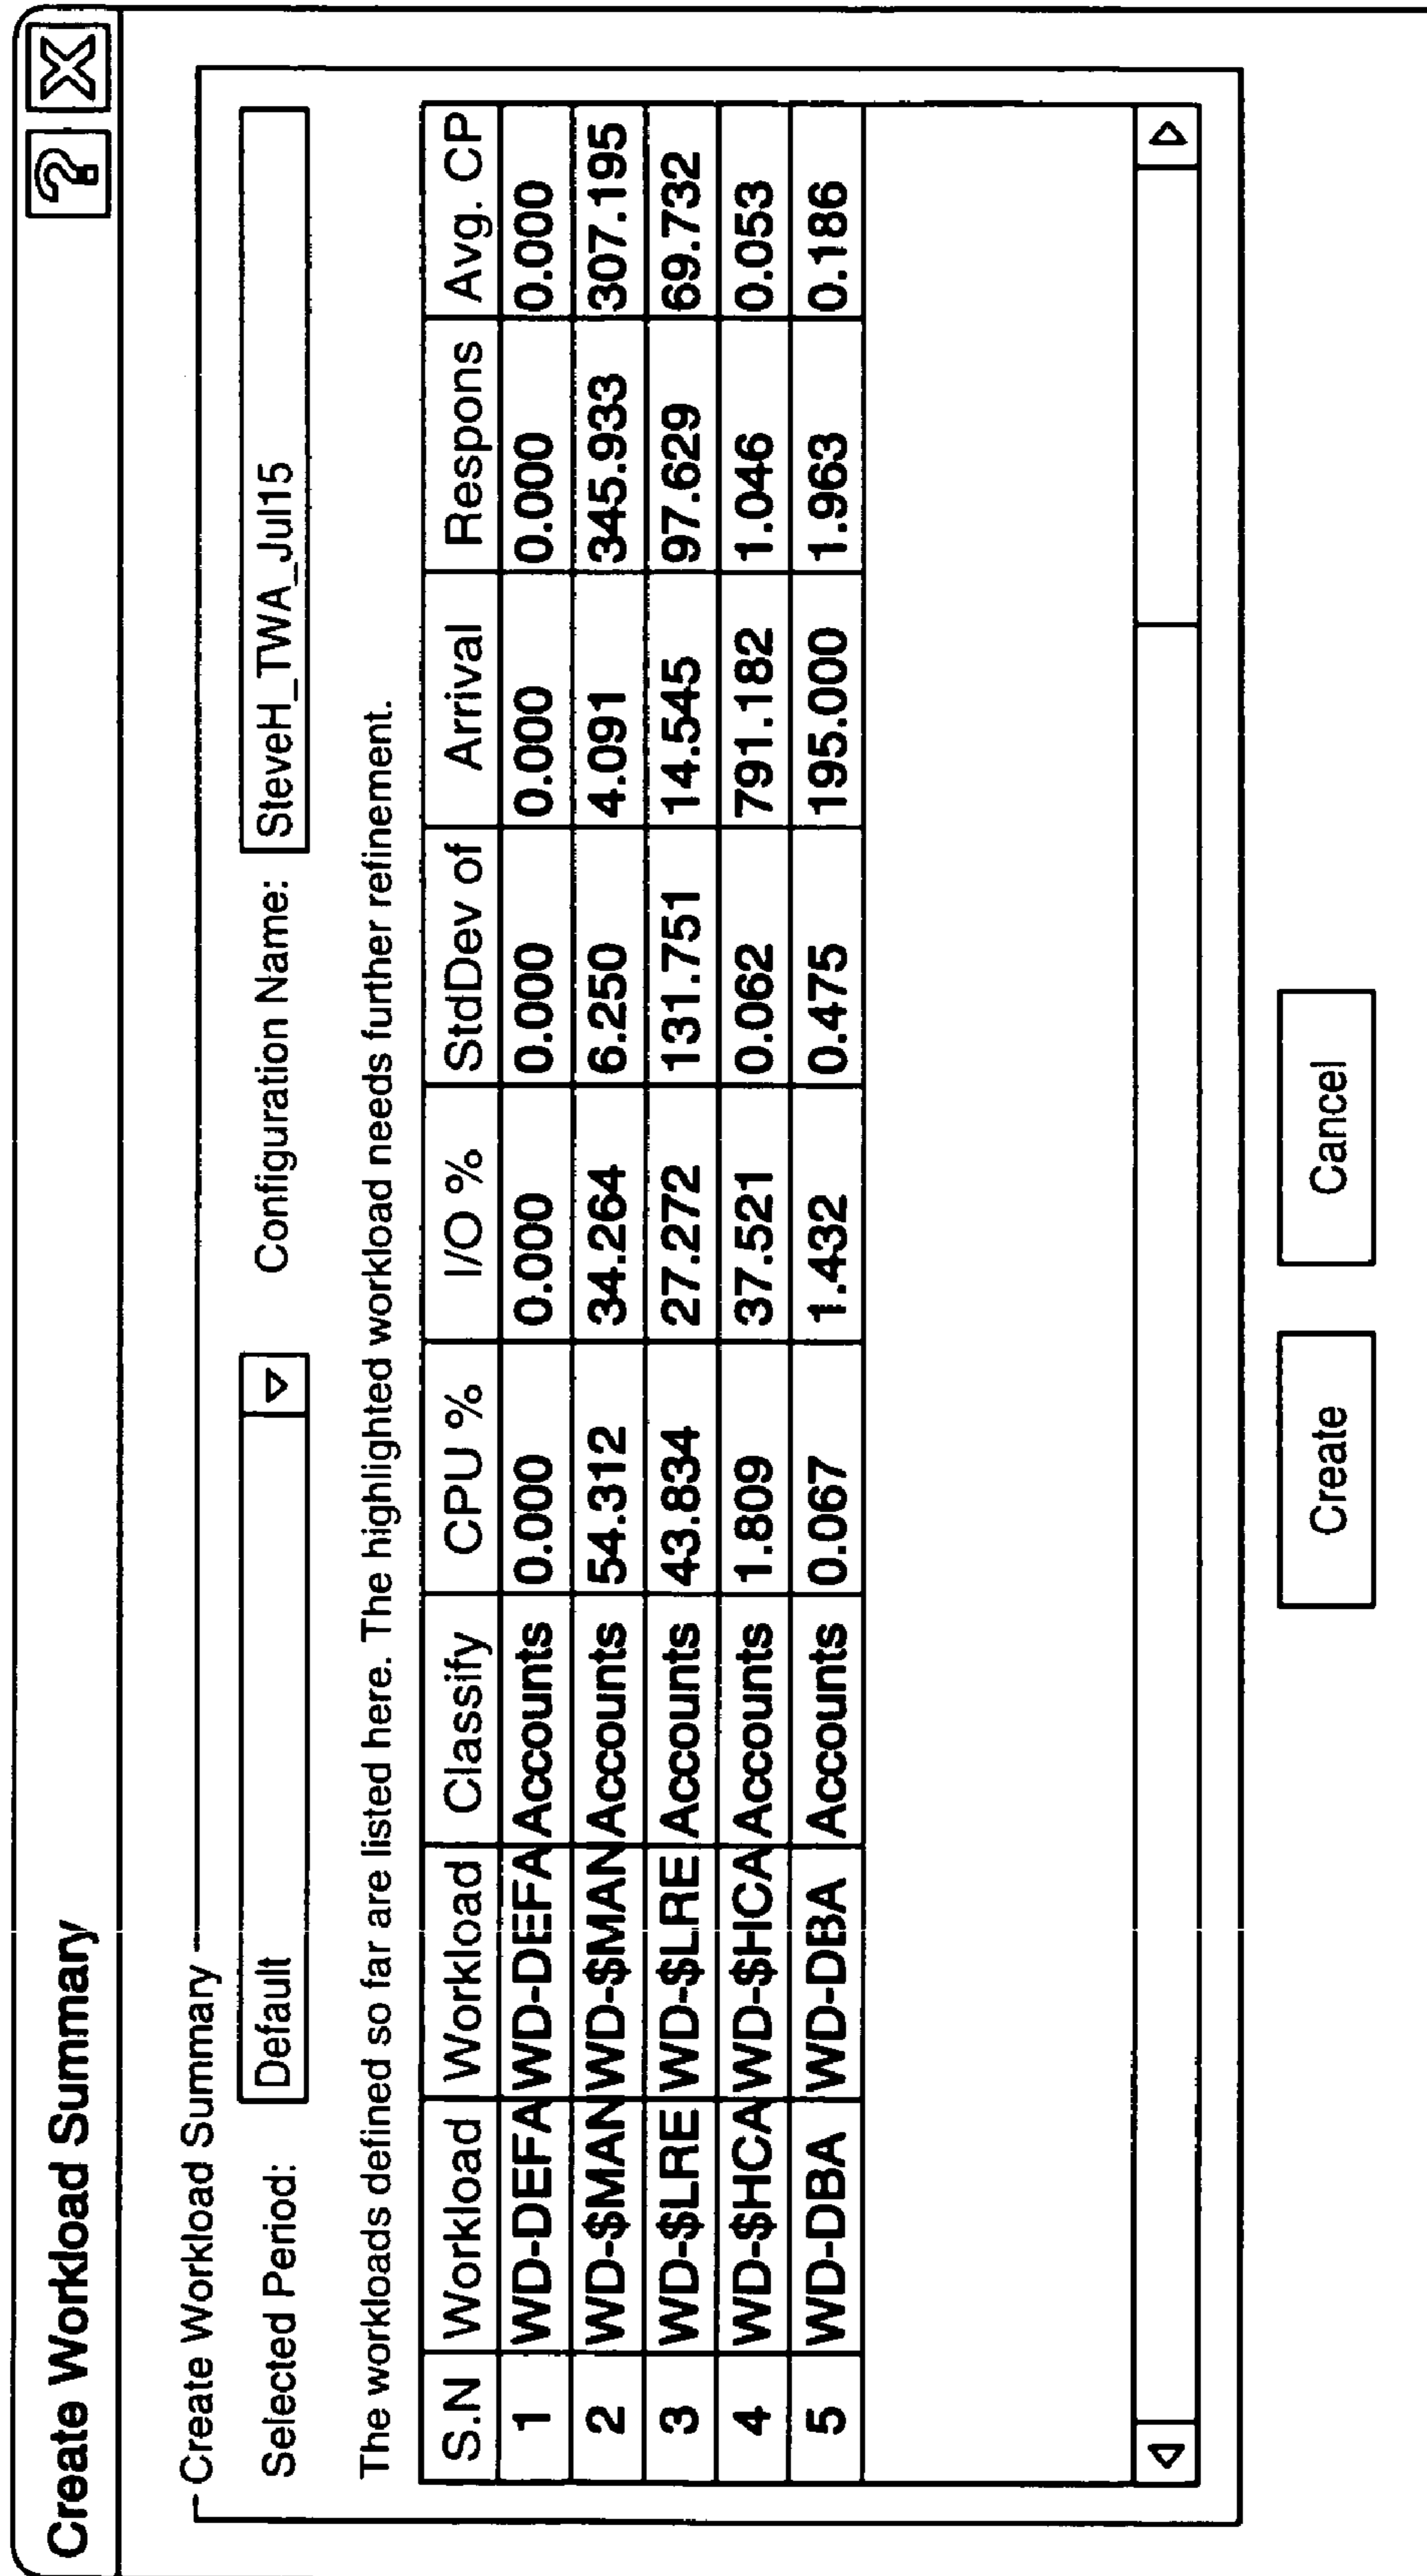 Create Workload Summary ? X
Create Workload Summary
Selected Period: Default Configuration Name: SteveH_TWA_Jul15
The workloads defined so far are listed here. The highlighted workload needs further refinement.
S.N Workload Workload Classify CPU % I/O % StdDev of Arrival Respons Avg. CP
1 WD-DEFA WD-DEFA Accounts 0.000 0.000 0.000 0.000 0.000 0.000
2 WD-$MAN WD-$MAN Accounts 54.312 34.264 6.250 4.091 345.933 307.195
3 WD-$LRE WD-$LRE Accounts 43.834 27.272 131.751 14.545 97.629 69.732
4 WD-$HCA WD-$HCA Accounts 1.809 37.521 0.062 791.182 1.046 0.053
5 WD-DBA WD-DBA Accounts 0.067 1.432 0.475 195.000 1.963 0.186
Create Cancel